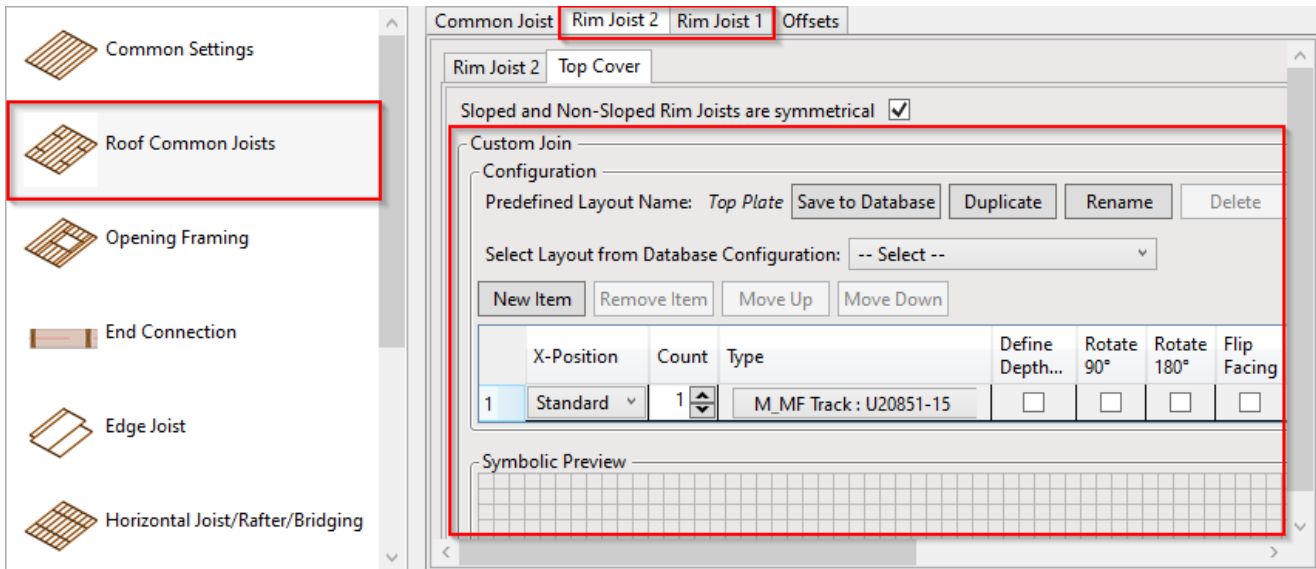 Common Settings
Roof Common Joists
Opening Framing
End Connection
Edge Joist
Horizontal Joist/Rafter/Bridging
Common Joist Rim Joist 2 Rim Joist 1 Offsets
Rim Joist 2 Top Cover
Sloped and Non-Sloped Rim Joists are symmetrical
Custom Join
Configuration
Predefined Layout Name: Top Plate Save to Database Duplicate Rename Delete
Select Layout from Database Configuration: -- Select --
New Item Remove Item Move Up Move Down
X-Position Count Type Define Depth... Rotate 90° Rotate 180° Flip Facing
1 Standard 1 M_MF Track : U20851-15
Symbolic Preview